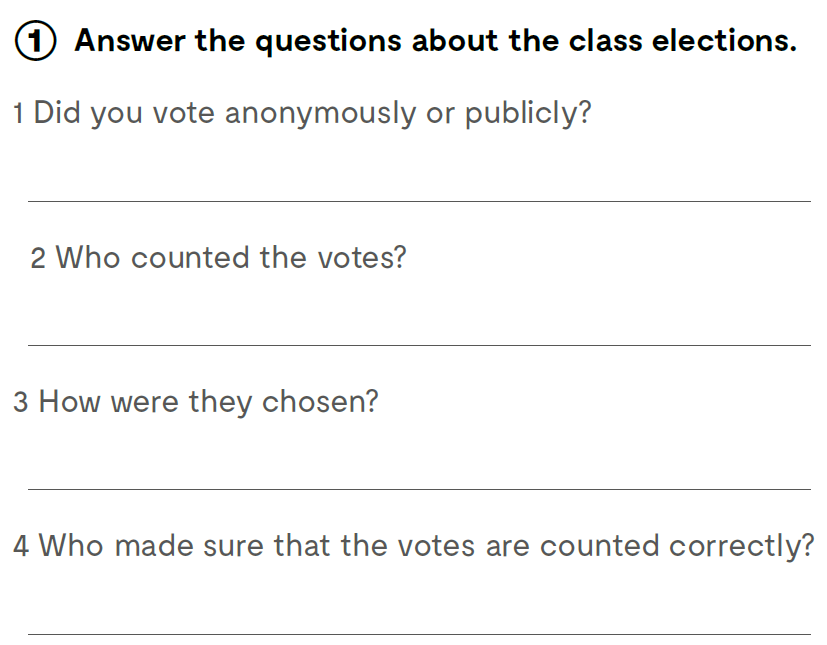 1 Answer the questions about the class elections.
1 Did you vote anonymously or publicly?
2 Who counted the votes?
3 How were they chosen?
4 Who made sure that the votes are counted correctly?